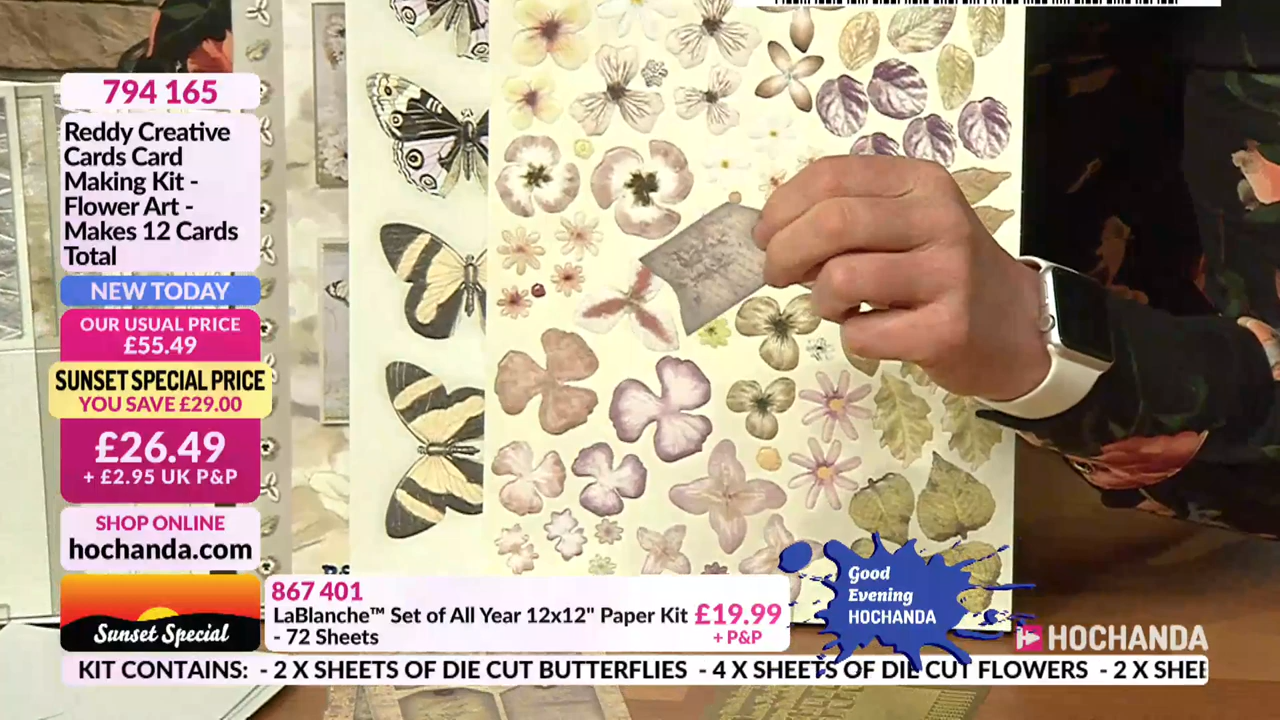 794 165
Reddy Creative
Cards Card
Making Kit -
Flower Art -
Makes 12 Cards
Total
NEW TODAY
OUR USUAL PRICE
£55.49
SUNSET SPECIAL PRICE
YOU SAVE £29.00
£26.49
+ £2.95 UK P&P
SHOP ONLINE
hochanda.com
Sunset Special
867 401
LaBlanche™ Set of All Year 12x12" Paper Kit
- 72 Sheets
£19.99
+ P&P
Good
Evening
HOCHANDA
HOCHANDA
KIT CONTAINS: - 2 X SHEETS OF DIE CUT BUTTERFLIES - 4 X SHEETS OF DIE CUT FLOWERS - 2 X SHEE